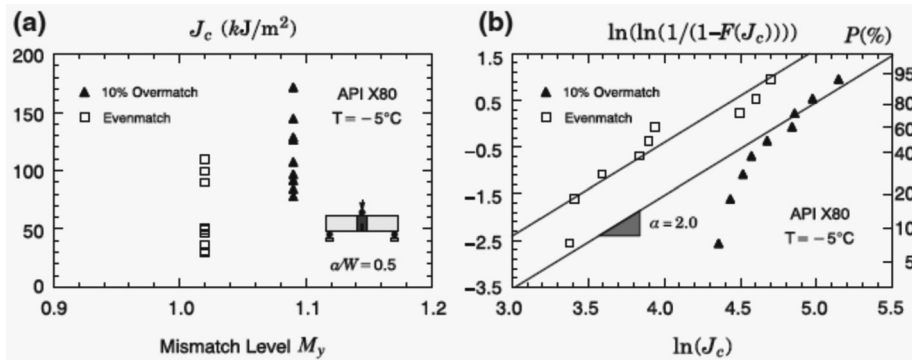 (a)
J_c (kJ/m²)
200
150
100
50
0
▲ 10% Overmatch
□ Evenmatch
API X80
T = −5°C
a/W = 0.5
0.9 1.0 1.1 1.2
Mismatch Level M_y
(b)
ln(ln(1/(1–F(J_c))))
P(%)
1.5
0.5
−0.5
−1.5
−2.5
−3.5
▲ 10% Overmatch
□ Evenmatch
α = 2.0
API X80
T = −5°C
95
80
60
40
20
10
5
3.0 3.5 4.0 4.5 5.0 5.5
ln(J_c)